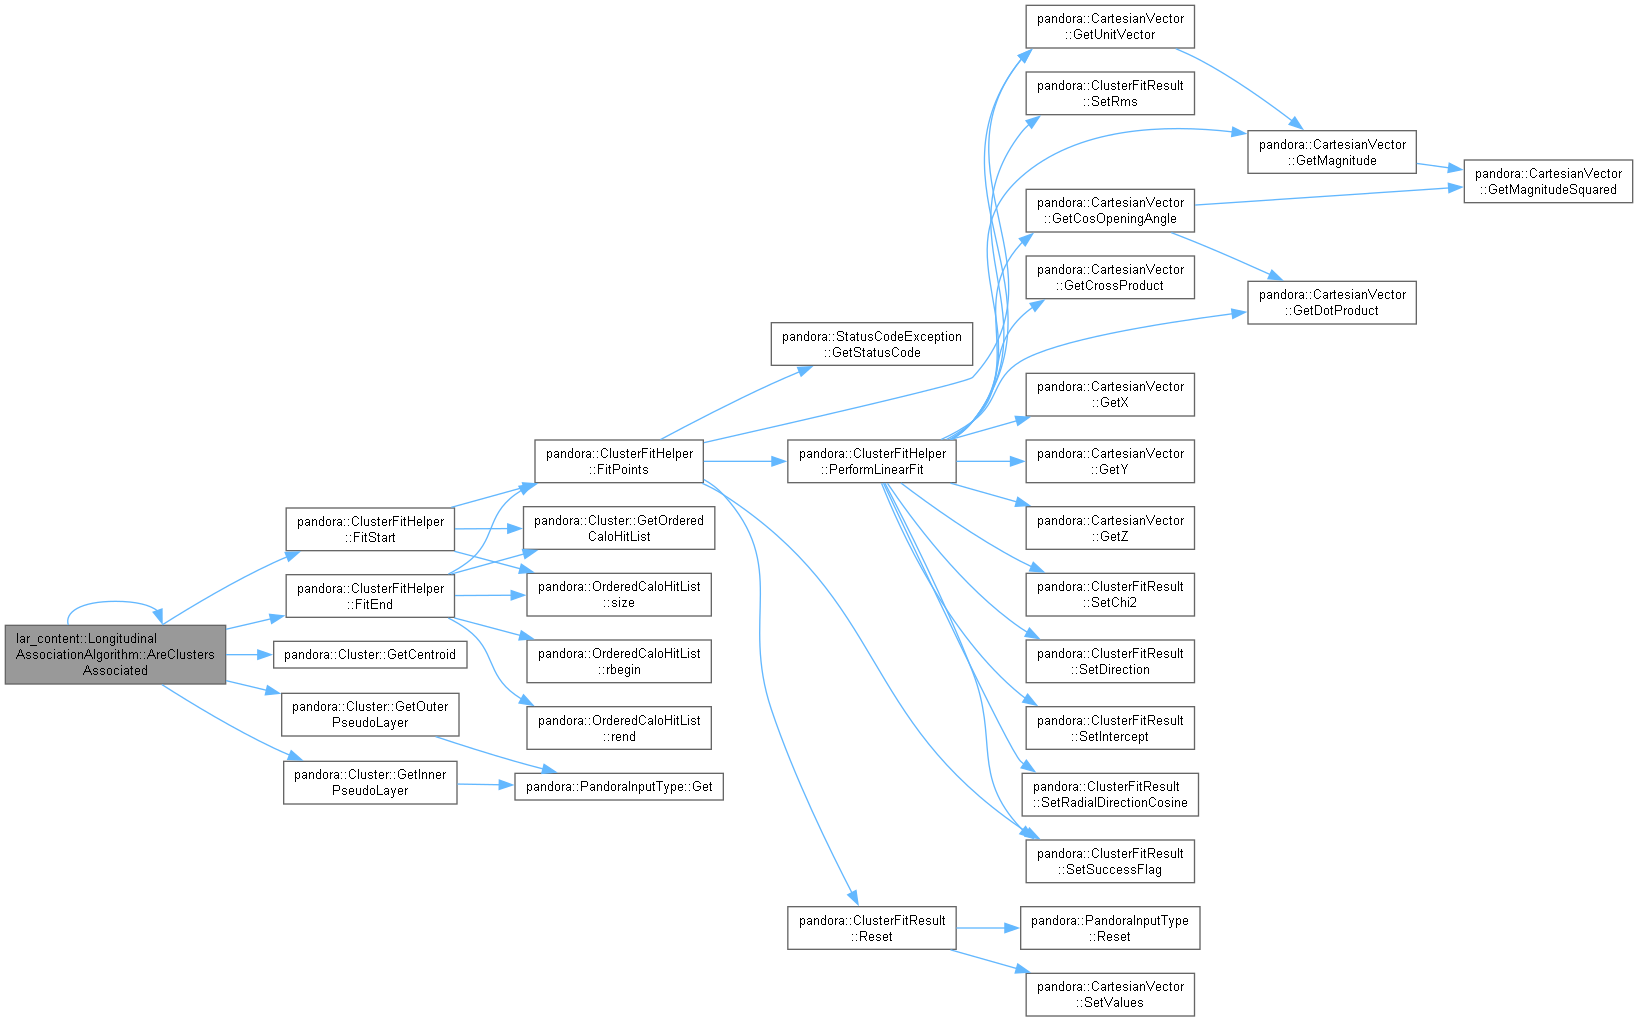 lar_content::Longitudinal
AssociationAlgorithm::AreClusters
Associated
pandora::ClusterFitHelper
::FitStart
pandora::ClusterFitHelper
::FitEnd
pandora::Cluster::GetCentroid
pandora::Cluster::GetOuter
PseudoLayer
pandora::Cluster::GetInner
PseudoLayer
pandora::ClusterFitHelper
::FitPoints
pandora::Cluster::GetOrdered
CaloHitList
pandora::OrderedCaloHitList
::size
pandora::OrderedCaloHitList
::rbegin
pandora::OrderedCaloHitList
::rend
pandora::PandoraInputType::Get
pandora::StatusCodeException
::GetStatusCode
pandora::ClusterFitHelper
::PerformLinearFit
pandora::ClusterFitResult
::Reset
pandora::CartesianVector
::GetUnitVector
pandora::ClusterFitResult
::SetRms
pandora::CartesianVector
::GetCosOpeningAngle
pandora::CartesianVector
::GetCrossProduct
pandora::CartesianVector
::GetX
pandora::CartesianVector
::GetY
pandora::CartesianVector
::GetZ
pandora::ClusterFitResult
::SetChi2
pandora::ClusterFitResult
::SetDirection
pandora::ClusterFitResult
::SetIntercept
pandora::ClusterFitResult
::SetRadialDirectionCosine
pandora::ClusterFitResult
::SetSuccessFlag
pandora::PandoraInputType
::Reset
pandora::CartesianVector
::SetValues
pandora::CartesianVector
::GetMagnitude
pandora::CartesianVector
::GetDotProduct
pandora::CartesianVector
::GetMagnitudeSquared